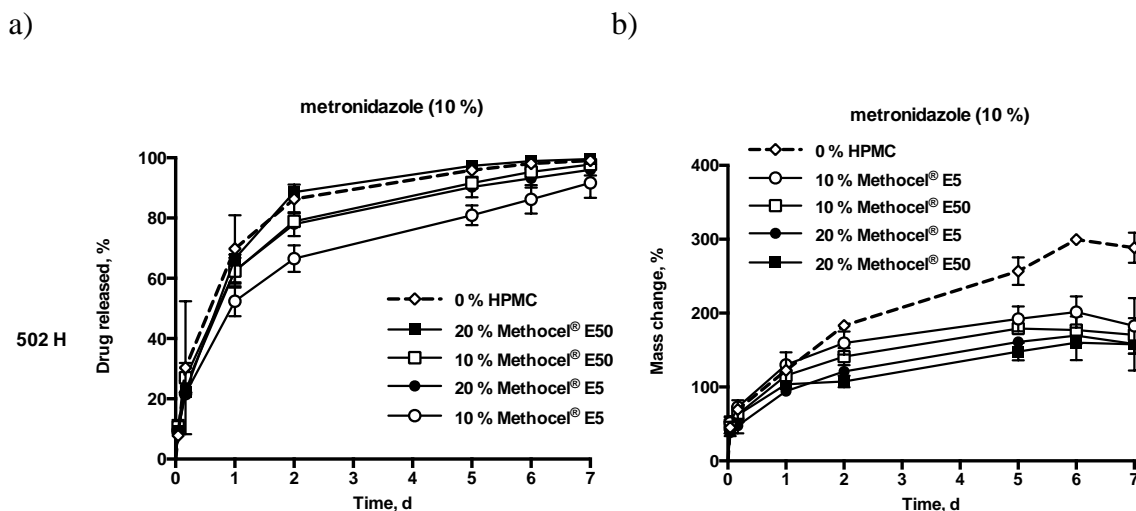 a)
b)
metronidazole (10 %)
100
80
60
40
20
0
Drug released, %
0 1 2 3 4 5 6 7
Time, d
0 % HPMC
20 % Methocel® E50
10 % Methocel® E50
20 % Methocel® E5
10 % Methocel® E5
502 H
metronidazole (10 %)
0 % HPMC
10 % Methocel® E5
10 % Methocel® E50
20 % Methocel® E5
20 % Methocel® E50
400
300
200
100
0
Mass change, %
0 1 2 3 4 5 6 7
Time, d